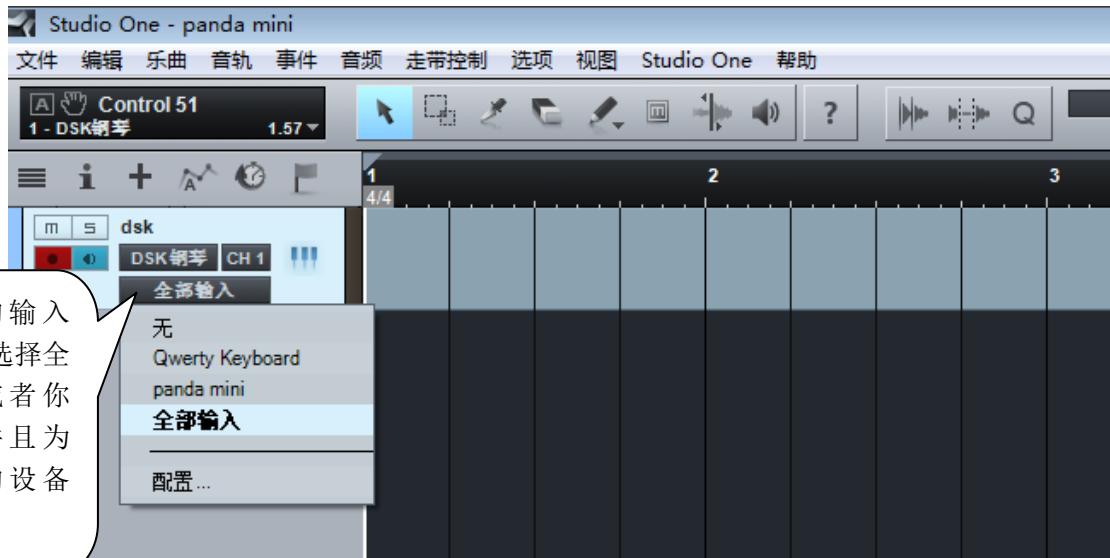 Studio One - panda mini
文件 编辑 乐曲 音轨 事件 音频 走带控制 选项 视图 Studio One 帮助
A Control 51
1 - DSK钢琴 1.57
? Q
i + A
1 2 3
4/4
m S dsk
DSK钢琴 CH 1
全部输入
无
Qwerty Keyboard
panda mini
全部输入
配置...
输入
选择全
者你
且为
设备